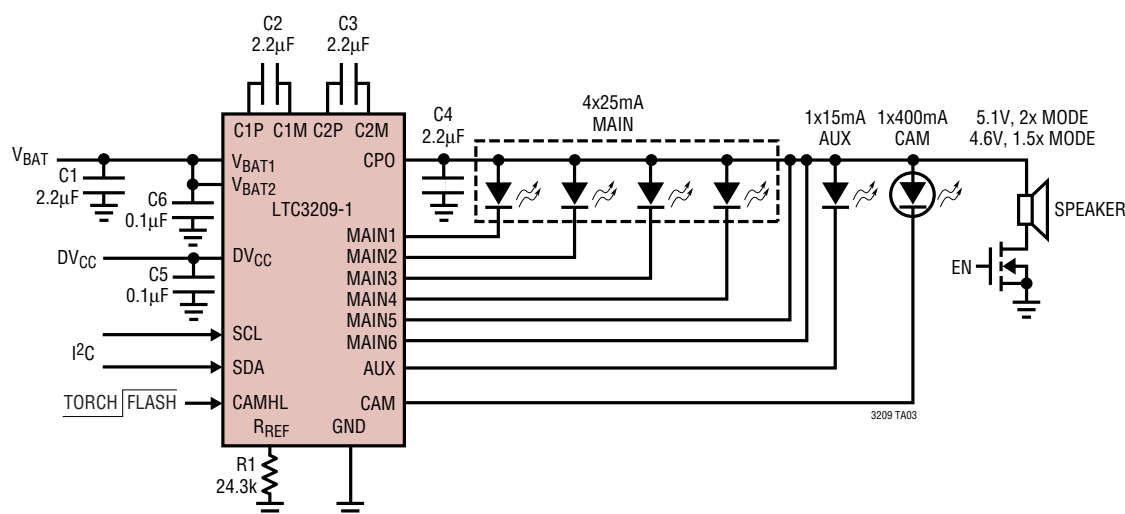 C2
2.2µF
C3
2.2µF
C1P C1M C2P C2M
C4
2.2µF
4x25mA
MAIN
1x15mA
AUX
1x400mA
CAM
5.1V, 2x MODE
4.6V, 1.5x MODE
VBAT
C1
2.2µF
VBAT1
VBAT2
CPO
C6
0.1µF
LTC3209-1
SPEAKER
MAIN1
MAIN2
MAIN3
MAIN4
MAIN5
MAIN6
DVCC
DVCC
C5
0.1µF
EN
I2C
SCL
SDA
AUX
TORCH FLASH
CAMHL
CAM
3209 TA03
RREF
GND
R1
24.3k